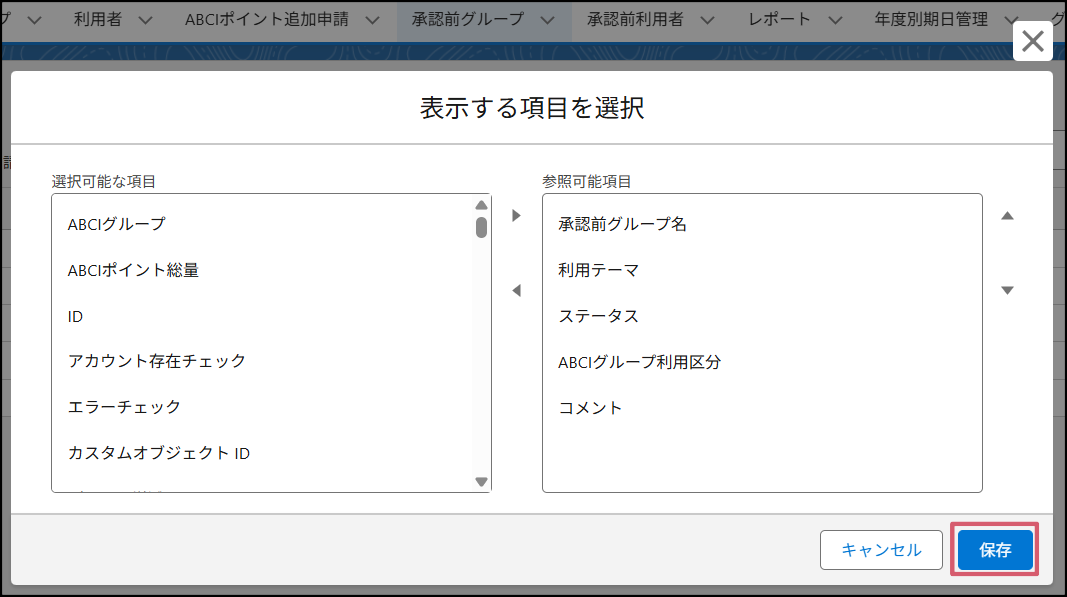 プ 利用者 ABCIポイント追加申請 承認前グループ 承認前利用者 レポート 年度別期日管理 グ
表示する項目を選択
選択可能な項目
ABCIグループ
ABCIポイント総量
ID
アカウント存在チェック
エラーチェック
カスタムオブジェクト ID
参照可能項目
承認前グループ名
利用テーマ
ステータス
ABCIグループ利用区分
コメント
キャンセル 保存